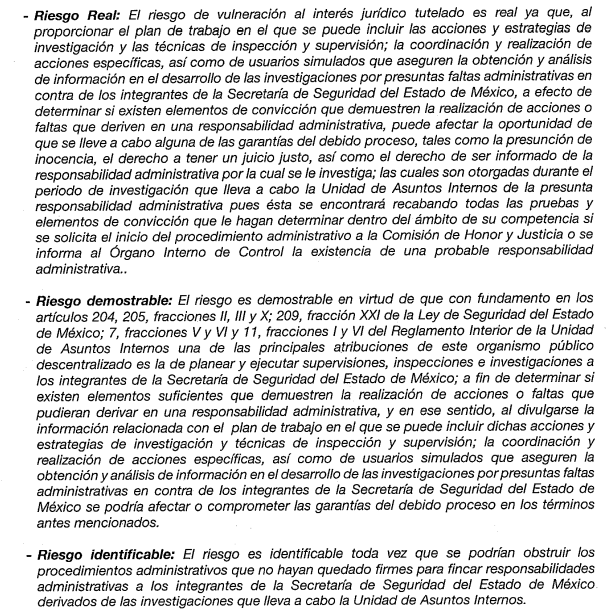 - Riesgo Real: El riesgo de vulneración al interés jurídico tutelado es real ya que, al
proporcionar el plan de trabajo en el que se puede incluir las acciones y estrategias de
investigación y las técnicas de inspección y supervisión; la coordinación y realización de
acciones específicas, así como de usuarios simulados que aseguren la obtención y análisis
de información en el desarrollo de las investigaciones por presuntas faltas administrativas en
contra de los integrantes de la Secretaría de Seguridad del Estado de México, a efecto de
determinar si existen elementos de convicción que demuestren la realización de acciones o
faltas que deriven en una responsabilidad administrativa, puede afectar la oportunidad de
que se lleve a cabo alguna de las garantías del debido proceso, tales como la presunción de
inocencia, el derecho a tener un juicio justo, así como el derecho de ser informado de la
responsabilidad administrativa por la cual se le investiga; las cuales son otorgadas durante el
periodo de investigación que lleva a cabo la Unidad de Asuntos Internos de la presunta
responsabilidad administrativa pues ésta se encontrará recabando todas las pruebas y
elementos de convicción que le hagan determinar dentro del ámbito de su competencia si
se solicita el inicio del procedimiento administrativo a la Comisión de Honor y Justicia o se
informa al Órgano Interno de Control la existencia de una probable responsabilidad
administrativa..
- Riesgo demostrable: El riesgo es demostrable en virtud de que con fundamento en los
artículos 204, 205, fracciones II, III y X; 209, fracción XXI de la Ley de Seguridad del Estado
de México; 7, fracciones V y VI y 11, fracciones I y VI del Reglamento Interior de la Unidad
de Asuntos Internos una de las principales atribuciones de este organismo público
descentralizado es la de planear y ejecutar supervisiones, inspecciones e investigaciones a
los integrantes de la Secretaría de Seguridad del Estado de México; a fin de determinar si
existen elementos suficientes que demuestren la realización de acciones o faltas que
pudieran derivar en una responsabilidad administrativa, y en ese sentido, al divulgarse la
información relacionada con el plan de trabajo en el que se puede incluir dichas acciones y
estrategias de investigación y técnicas de inspección y supervisión; la coordinación y
realización de acciones específicas, así como de usuarios simulados que aseguren la
obtención y análisis de información en el desarrollo de las investigaciones por presuntas faltas
administrativas en contra de los integrantes de la Secretaría de Seguridad del Estado de
México se podría afectar o comprometer las garantías del debido proceso en los términos
antes mencionados.
- Riesgo identificable: El riesgo es identificable toda vez que se podrían obstruir los
procedimientos administrativos que no hayan quedado firmes para fincar responsabilidades
administrativas a los integrantes de la Secretaría de Seguridad del Estado de México
derivados de las investigaciones que lleva a cabo la Unidad de Asuntos Internos.